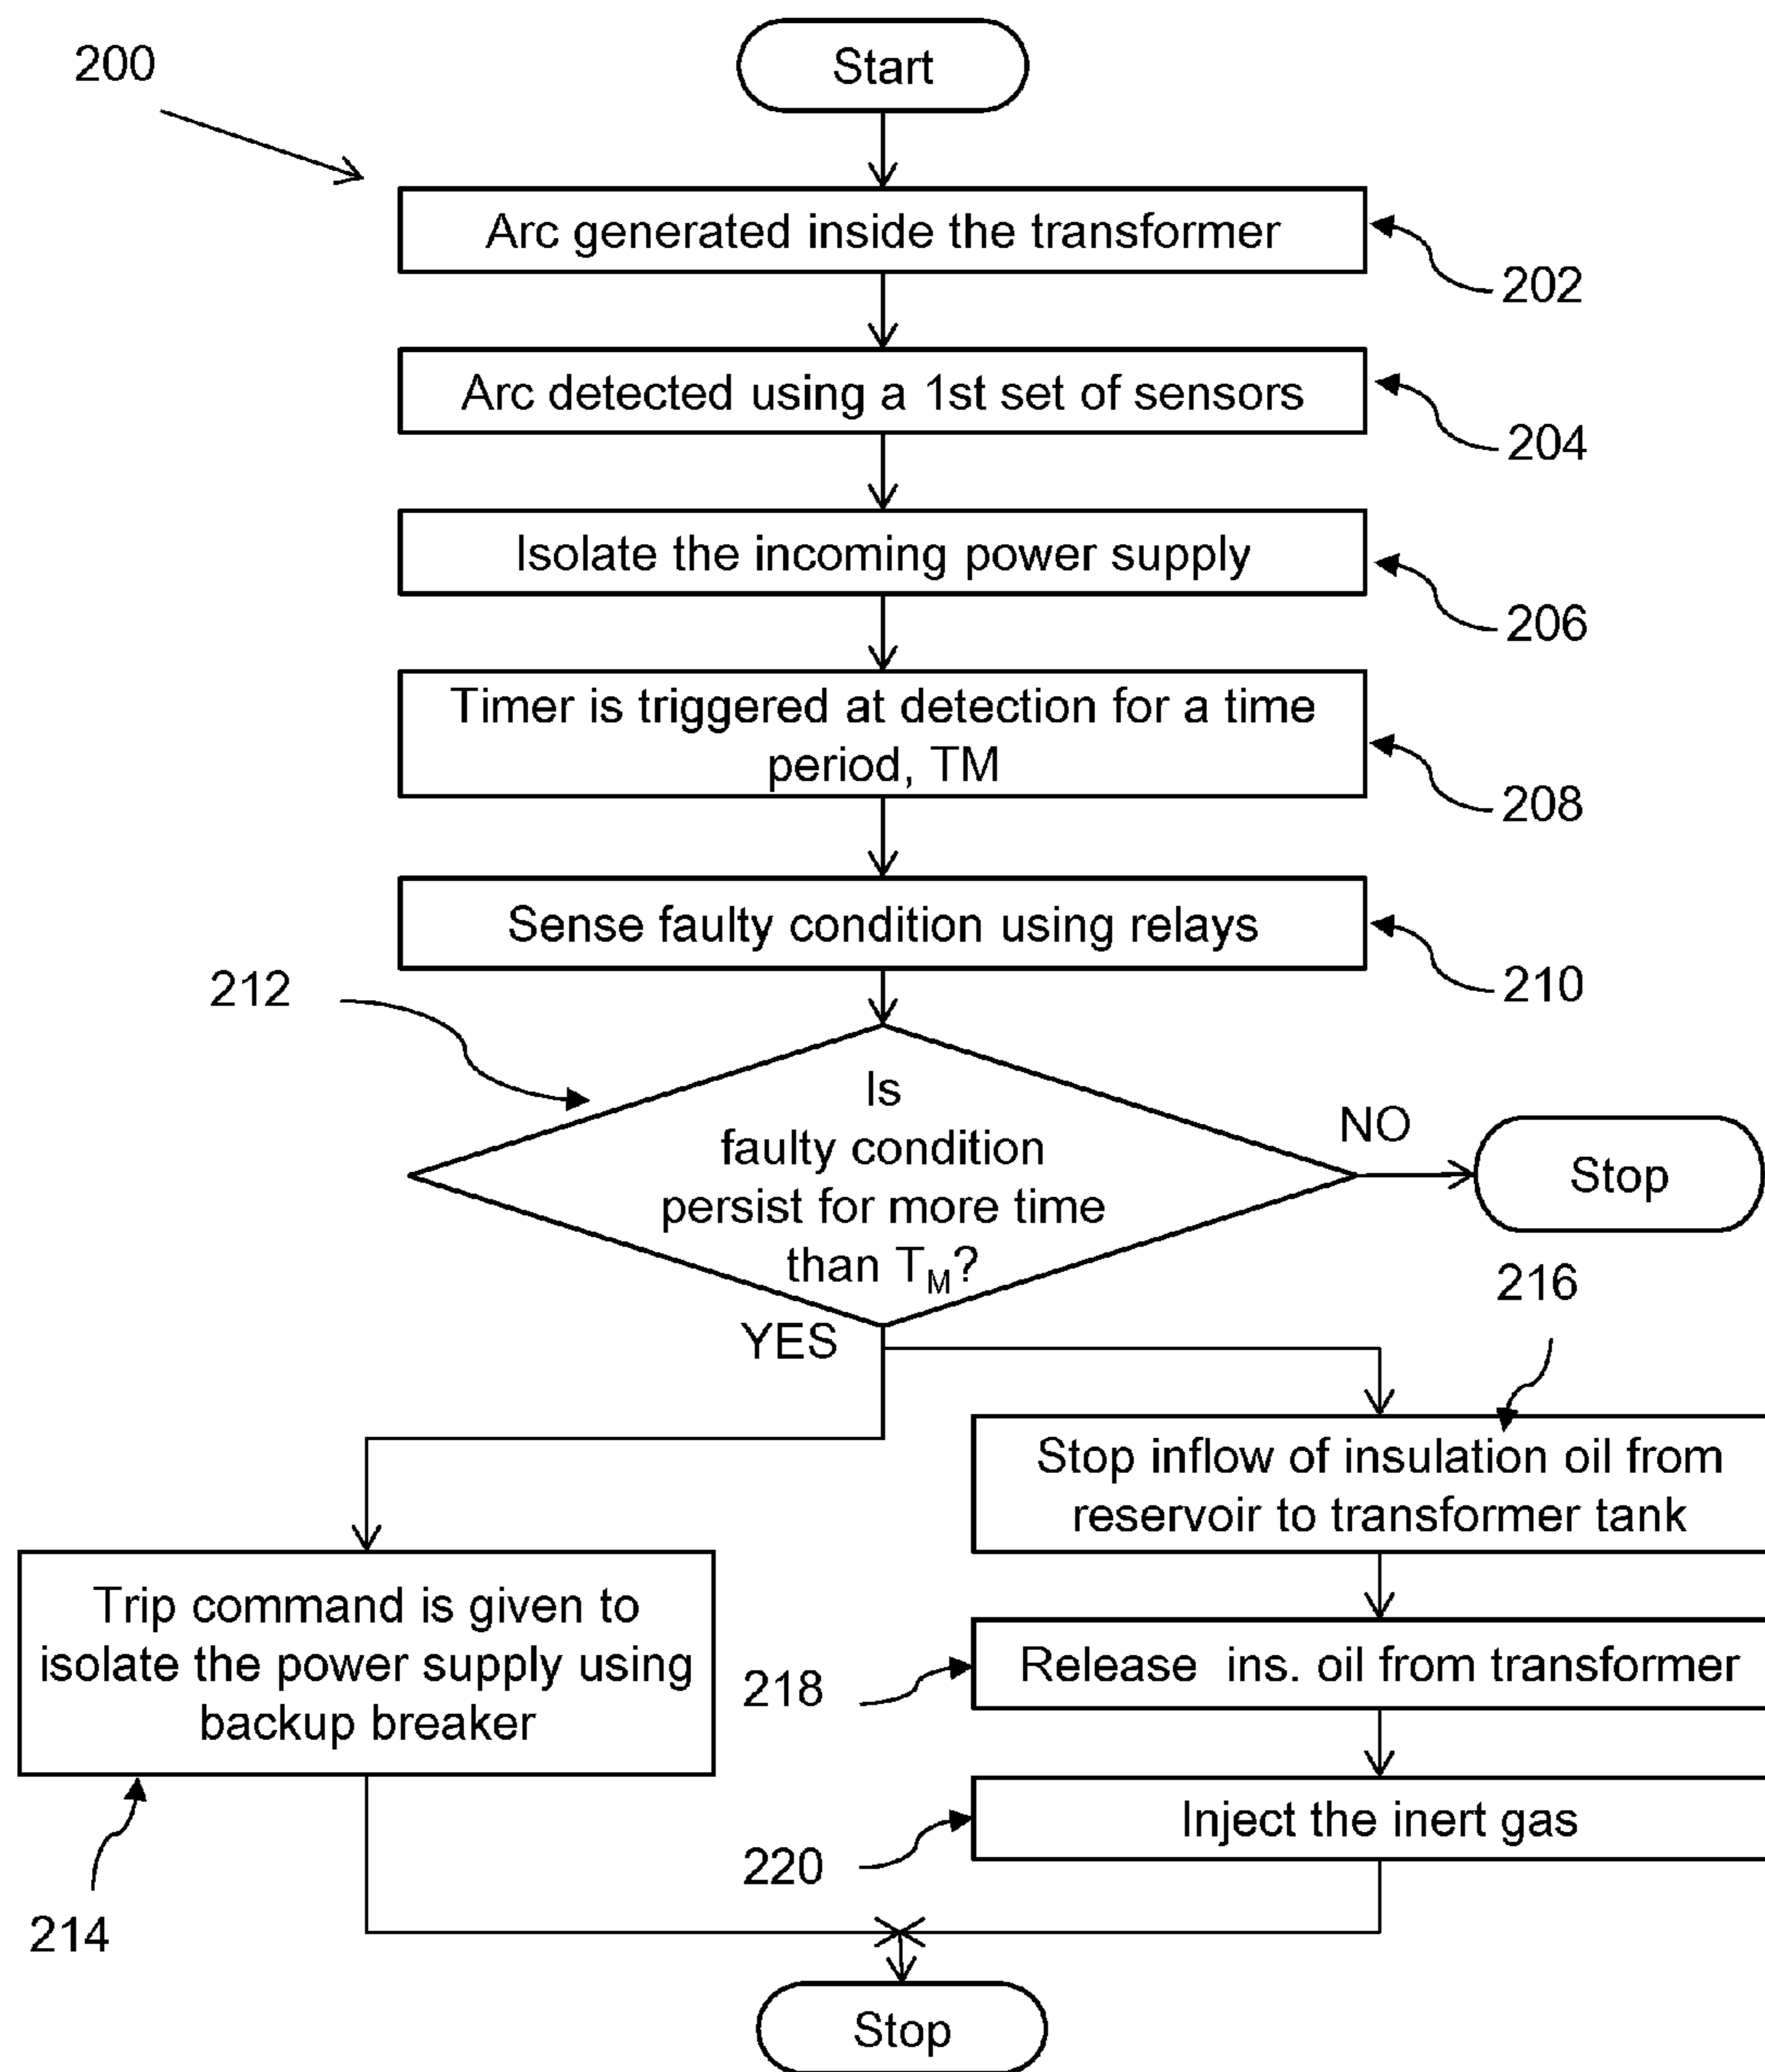 200
Start
Arc generated inside the transformer
202
Arc detected using a 1st set of sensors
204
Isolate the incoming power supply
206
Timer is triggered at detection for a time
period, TM
208
Sense faulty condition using relays
210
212
Is
faulty condition
persist for more time
than TM?
NO
Stop
YES
216
Stop inflow of insulation oil from
reservoir to transformer tank
Trip command is given to
isolate the power supply using
backup breaker
214
218
Release ins. oil from transformer
220
Inject the inert gas
Stop